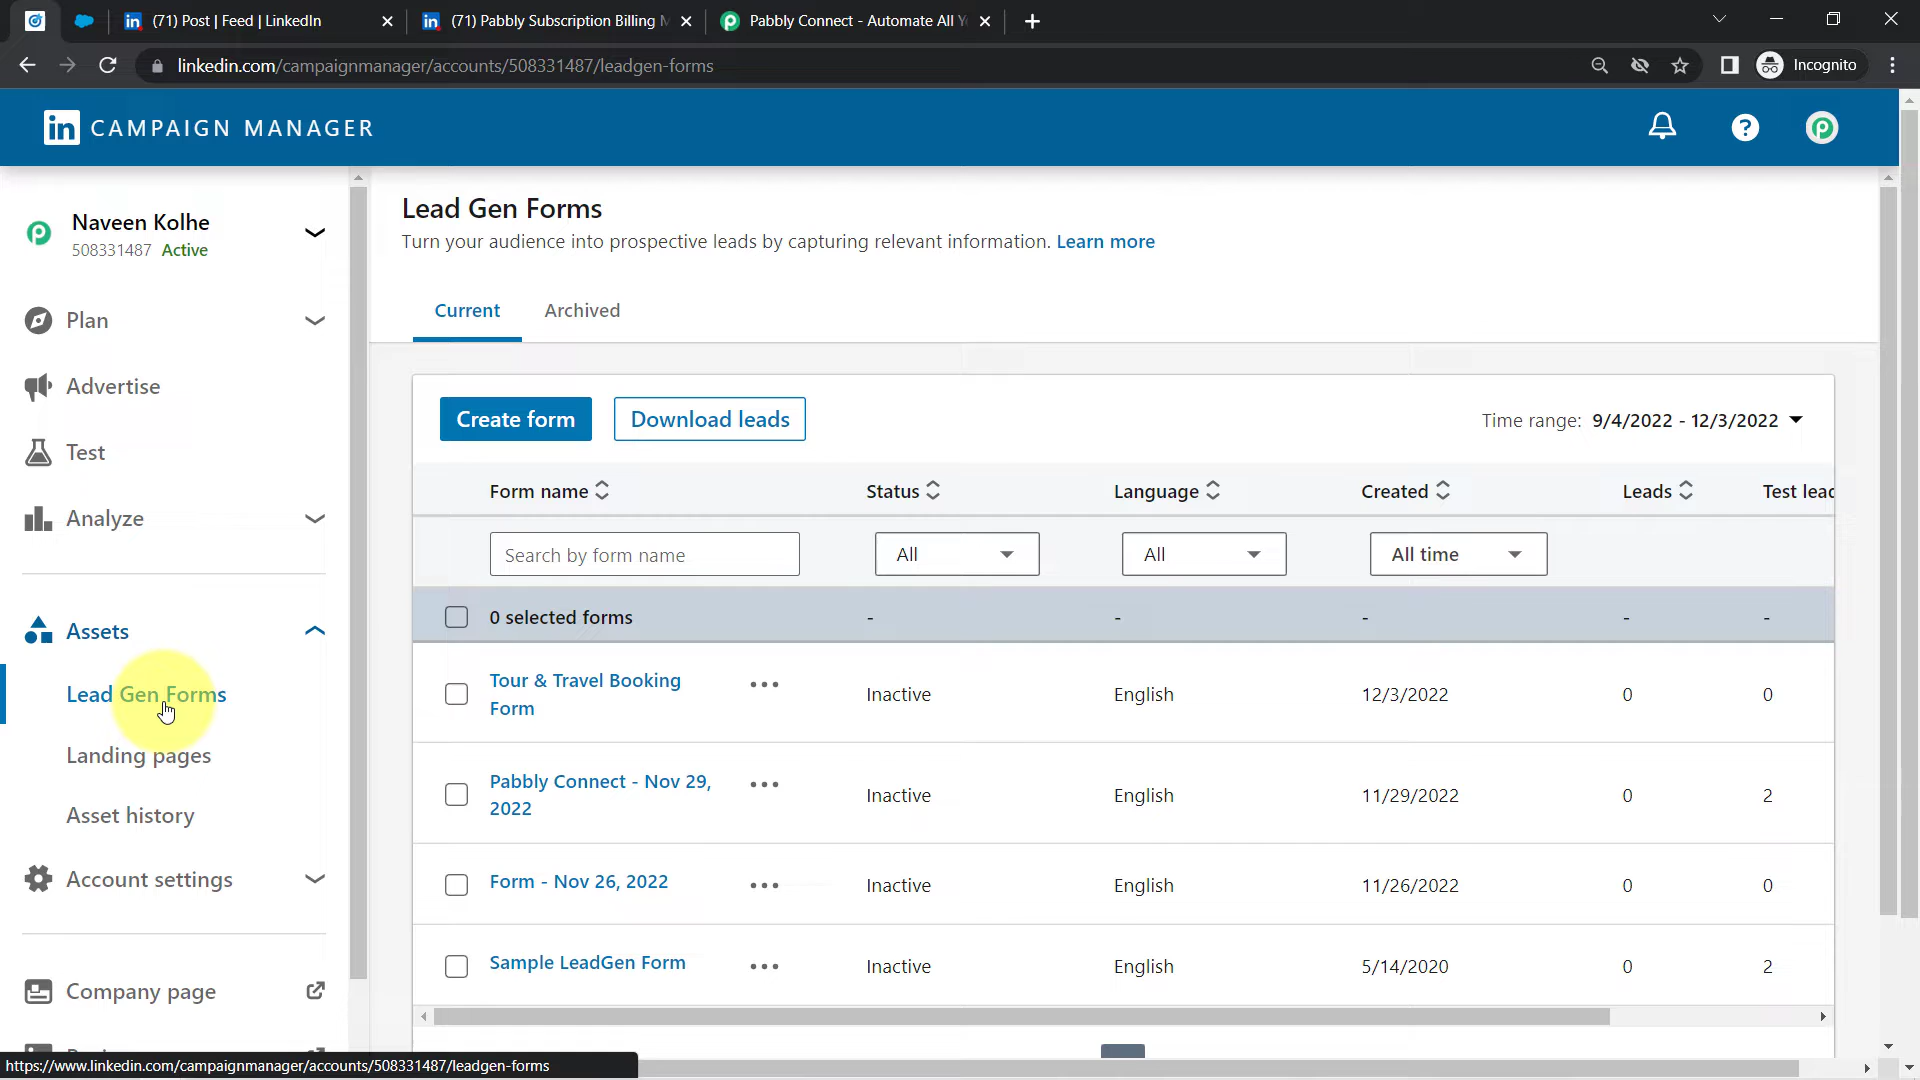 (71) Post | Feed | LinkedIn
(71) Pabbly Subscription Billing
Pabbly Connect - Automate All
linkedin.com/campaignmanager/accounts/508331487/leadgen-forms
Incognito
in CAMPAIGN MANAGER
Naveen Kolhe
508331487 Active
Plan
Advertise
Test
Analyze
Assets
Lead Gen Forms
Landing pages
Asset history
Account settings
Company page
Lead Gen Forms
Turn your audience into prospective leads by capturing relevant information. Learn more
Current Archived
Create form Download leads Time range: 9/4/2022 - 12/3/2022
Form name Status Language Created Leads Test lead
Search by form name All All All time
0 selected forms - - - - -
Tour & Travel Booking
Form
Inactive English 12/3/2022 0 0
Pabbly Connect - Nov 29,
2022
Inactive English 11/29/2022 0 2
Form - Nov 26, 2022 Inactive English 11/26/2022 0 0
Sample LeadGen Form Inactive English 5/14/2020 0 2
https://www.linkedin.com/campaignmanager/accounts/508331487/leadgen-forms